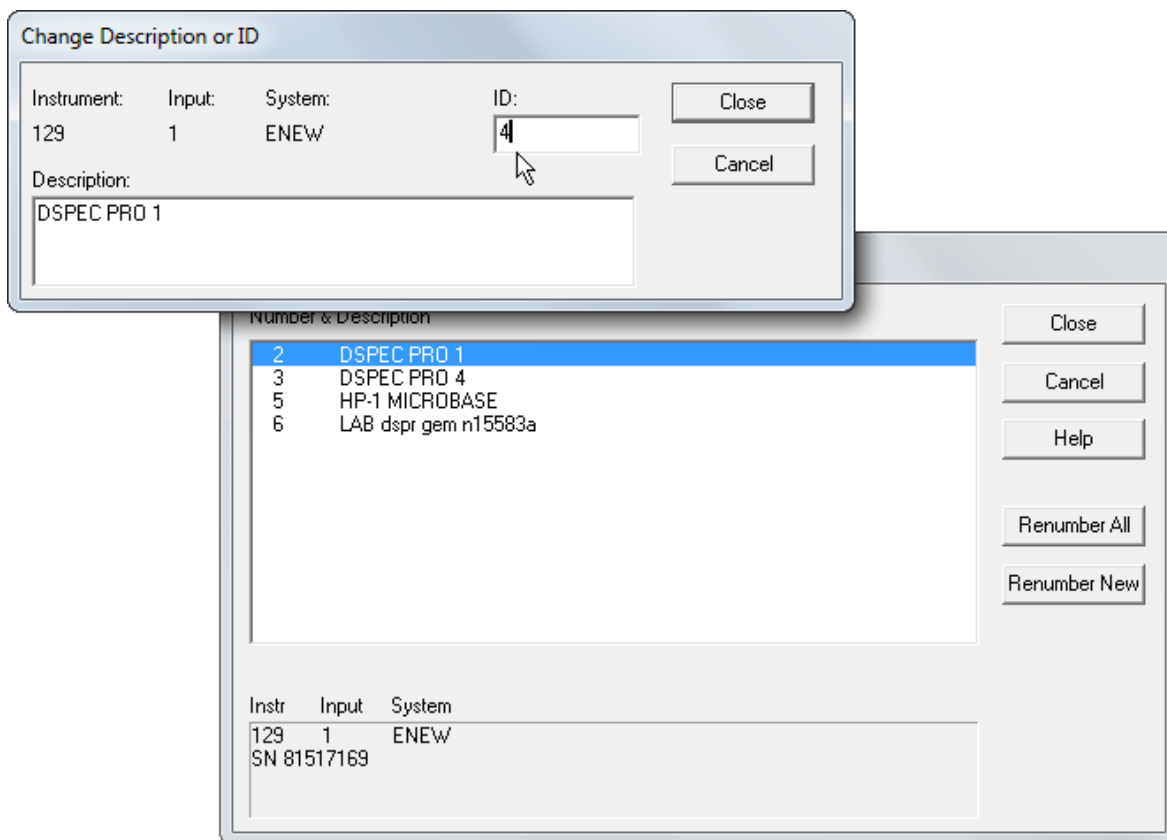 Change Description or ID
Instrument: Input: System: ID:
129 1 ENEW 4
Close
Cancel
Description:
DSPEC PRO 1
Number & Description
2 DSPEC PRO 1
3 DSPEC PRO 4
5 HP-1 MICROBASE
6 LAB dspr gem n15583a
Close
Cancel
Help
Renumber All
Renumber New
Instr Input System
129 1 ENEW
SN 81517169